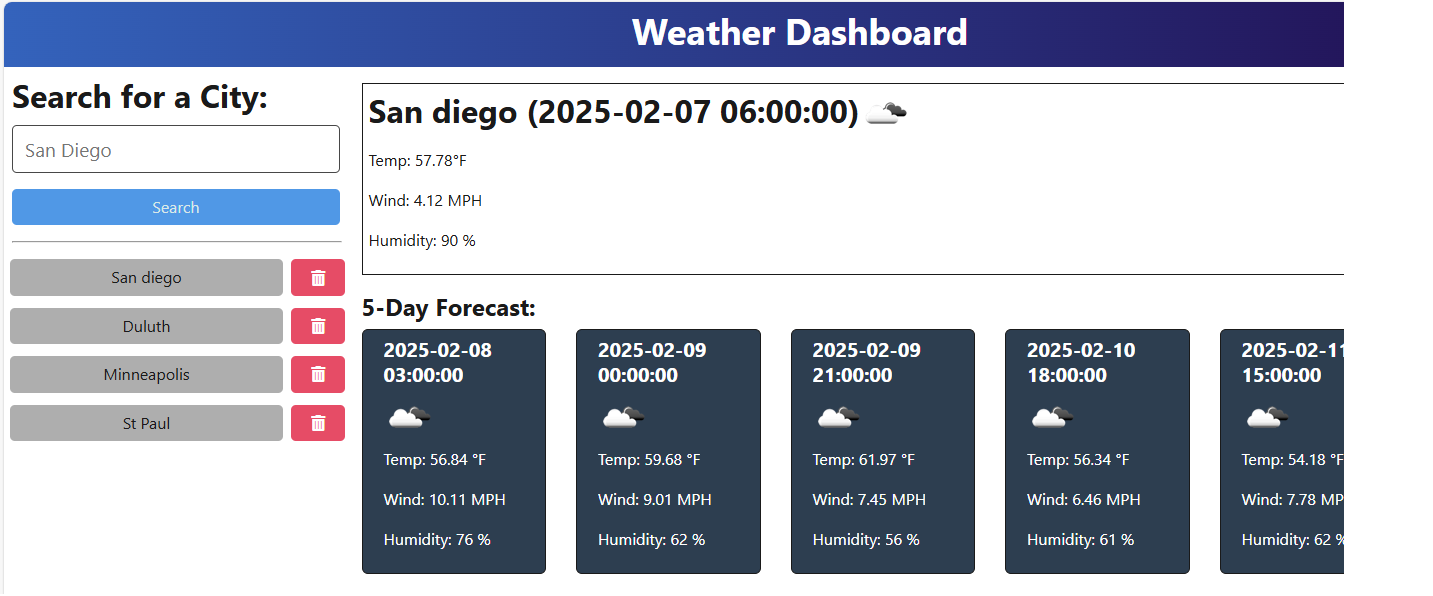 Weather Dashboard
Search for a City:
San Diego
Search
San diego
Duluth
Minneapolis
St Paul
San diego (2025-02-07 06:00:00)
Temp: 57.78°F
Wind: 4.12 MPH
Humidity: 90 %
5-Day Forecast:
2025-02-08
03:00:00
Temp: 56.84 °F
Wind: 10.11 MPH
Humidity: 76 %
2025-02-09
00:00:00
Temp: 59.68 °F
Wind: 9.01 MPH
Humidity: 62 %
2025-02-09
21:00:00
Temp: 61.97 °F
Wind: 7.45 MPH
Humidity: 56 %
2025-02-10
18:00:00
Temp: 56.34 °F
Wind: 6.46 MPH
Humidity: 61 %
2025-02-11
15:00:00
Temp: 54.18 °F
Wind: 7.78 MP
Humidity: 62 %